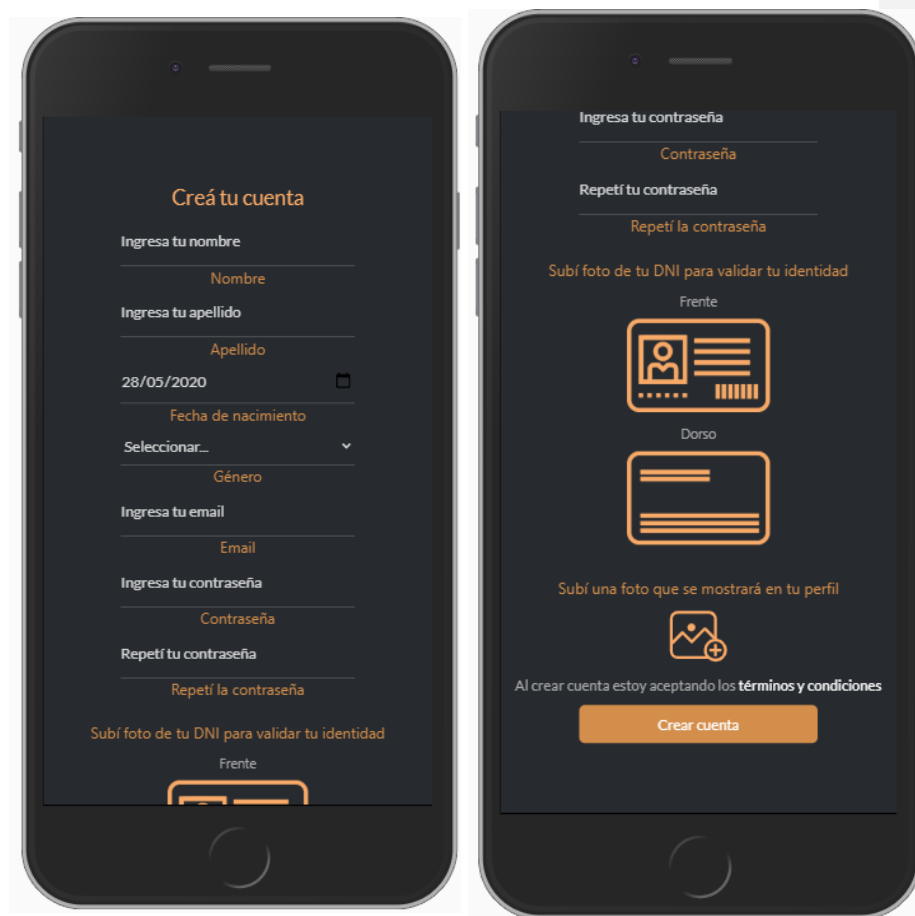 Creá tu cuenta
Ingresa tu nombre
Nombre
Ingresa tu apellido
Apellido
28/05/2020
Fecha de nacimiento
Seleccionar...
Género
Ingresa tu email
Email
Ingresa tu contraseña
Contraseña
Repetí tu contraseña
Repetí la contraseña
Subí foto de tu DNI para validar tu identidad
Frente
Ingresa tu contraseña
Contraseña
Repetí tu contraseña
Repetí la contraseña
Subí foto de tu DNI para validar tu identidad
Frente
Dorso
Subí una foto que se mostrará en tu perfil
Al crear cuenta estoy aceptando los términos y condiciones
Crear cuenta